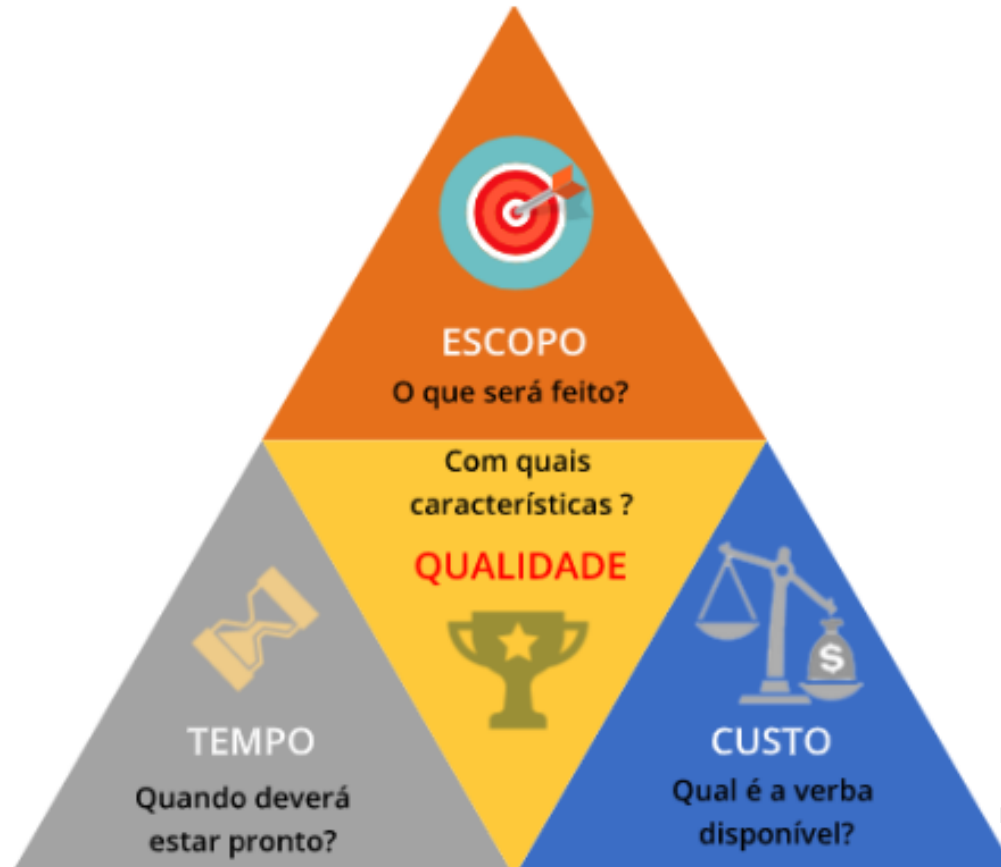 ESCOPO
O que será feito?
Com quais
características ?
QUALIDADE
$
TEMPO
Quando deverá
estar pronto?
CUSTO
Qual é a verba
disponível?